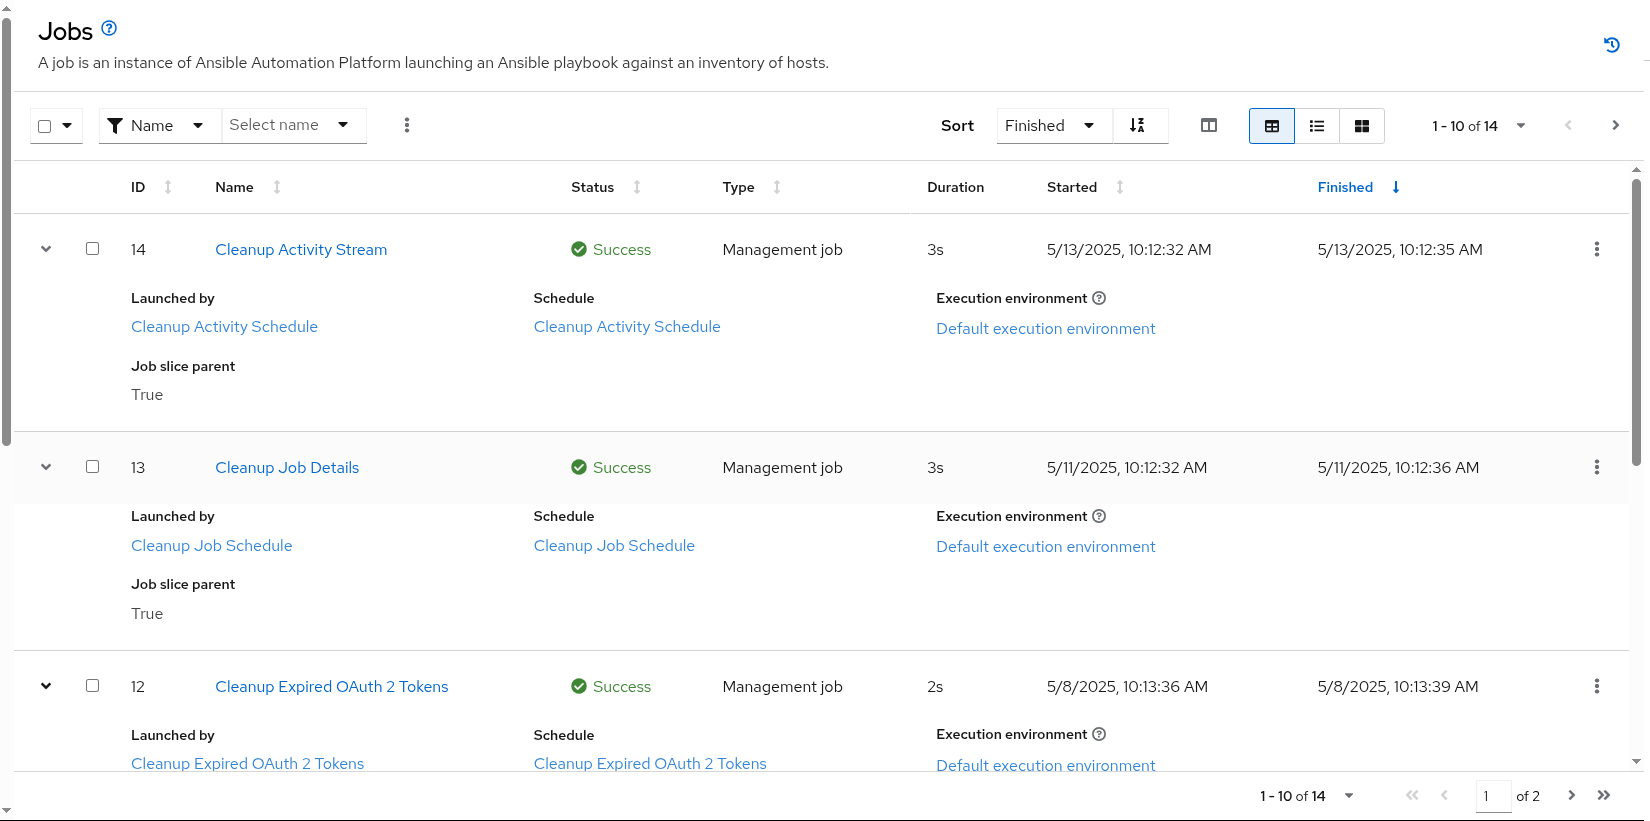 Jobs
A job is an instance of Ansible Automation Platform launching an Ansible playbook against an inventory of hosts.
Name Select name Sort Finished 1 - 10 of 14
ID Name Status Type Duration Started Finished
14 Cleanup Activity Stream Success Management job 3s 5/13/2025, 10:12:32 AM 5/13/2025, 10:12:35 AM
Launched by Schedule Execution environment
Cleanup Activity Schedule Cleanup Activity Schedule Default execution environment
Job slice parent
True
13 Cleanup Job Details Success Management job 3s 5/11/2025, 10:12:32 AM 5/11/2025, 10:12:36 AM
Launched by Schedule Execution environment
Cleanup Job Schedule Cleanup Job Schedule Default execution environment
Job slice parent
True
12 Cleanup Expired OAuth 2 Tokens Success Management job 2s 5/8/2025, 10:13:36 AM 5/8/2025, 10:13:39 AM
Launched by Schedule Execution environment
Cleanup Expired OAuth 2 Tokens Cleanup Expired OAuth 2 Tokens Default execution environment
1 - 10 of 14 1 of 2